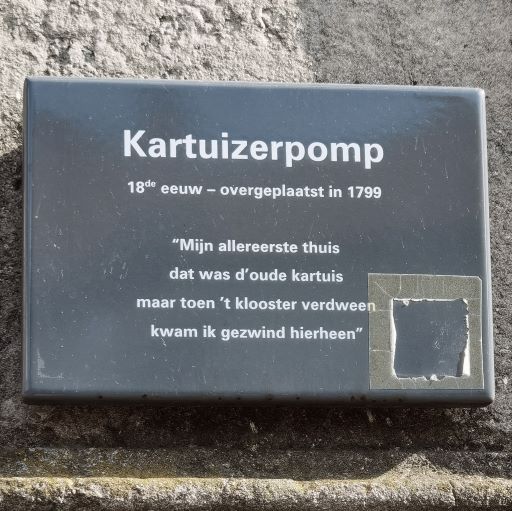 Kartuizerpomp
18de eeuw – overgeplaatst in 1799
“Mijn allereerste thuis
dat was d’oude kartuis
maar toen ’t klooster verdween
kwam ik gezwind hierheen”